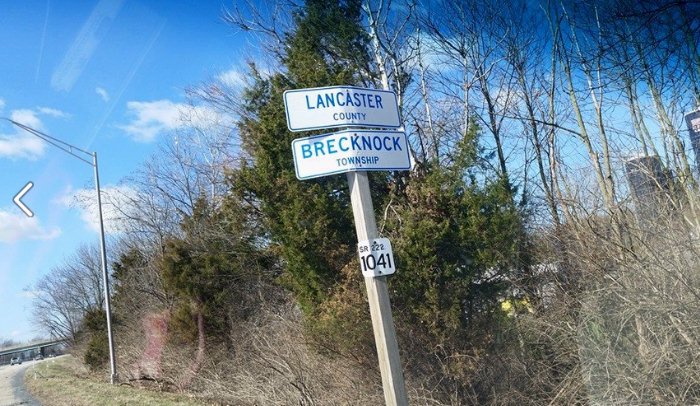 LANCASTER
COUNTY
BRECKNOCK
TOWNSHIP
SR 222
1041